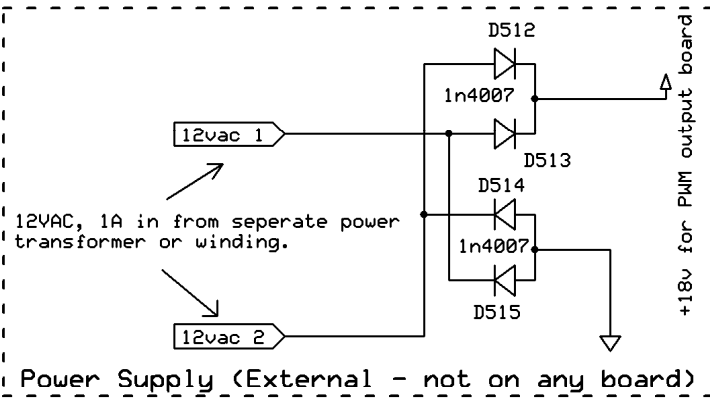 D512
1n4007
12vac 1
D513
D514
12VAC, 1A in from seperate power
transformer or winding.
1n4007
D515
12vac 2
+18v for PWM output board
Power Supply (External - not on any board)